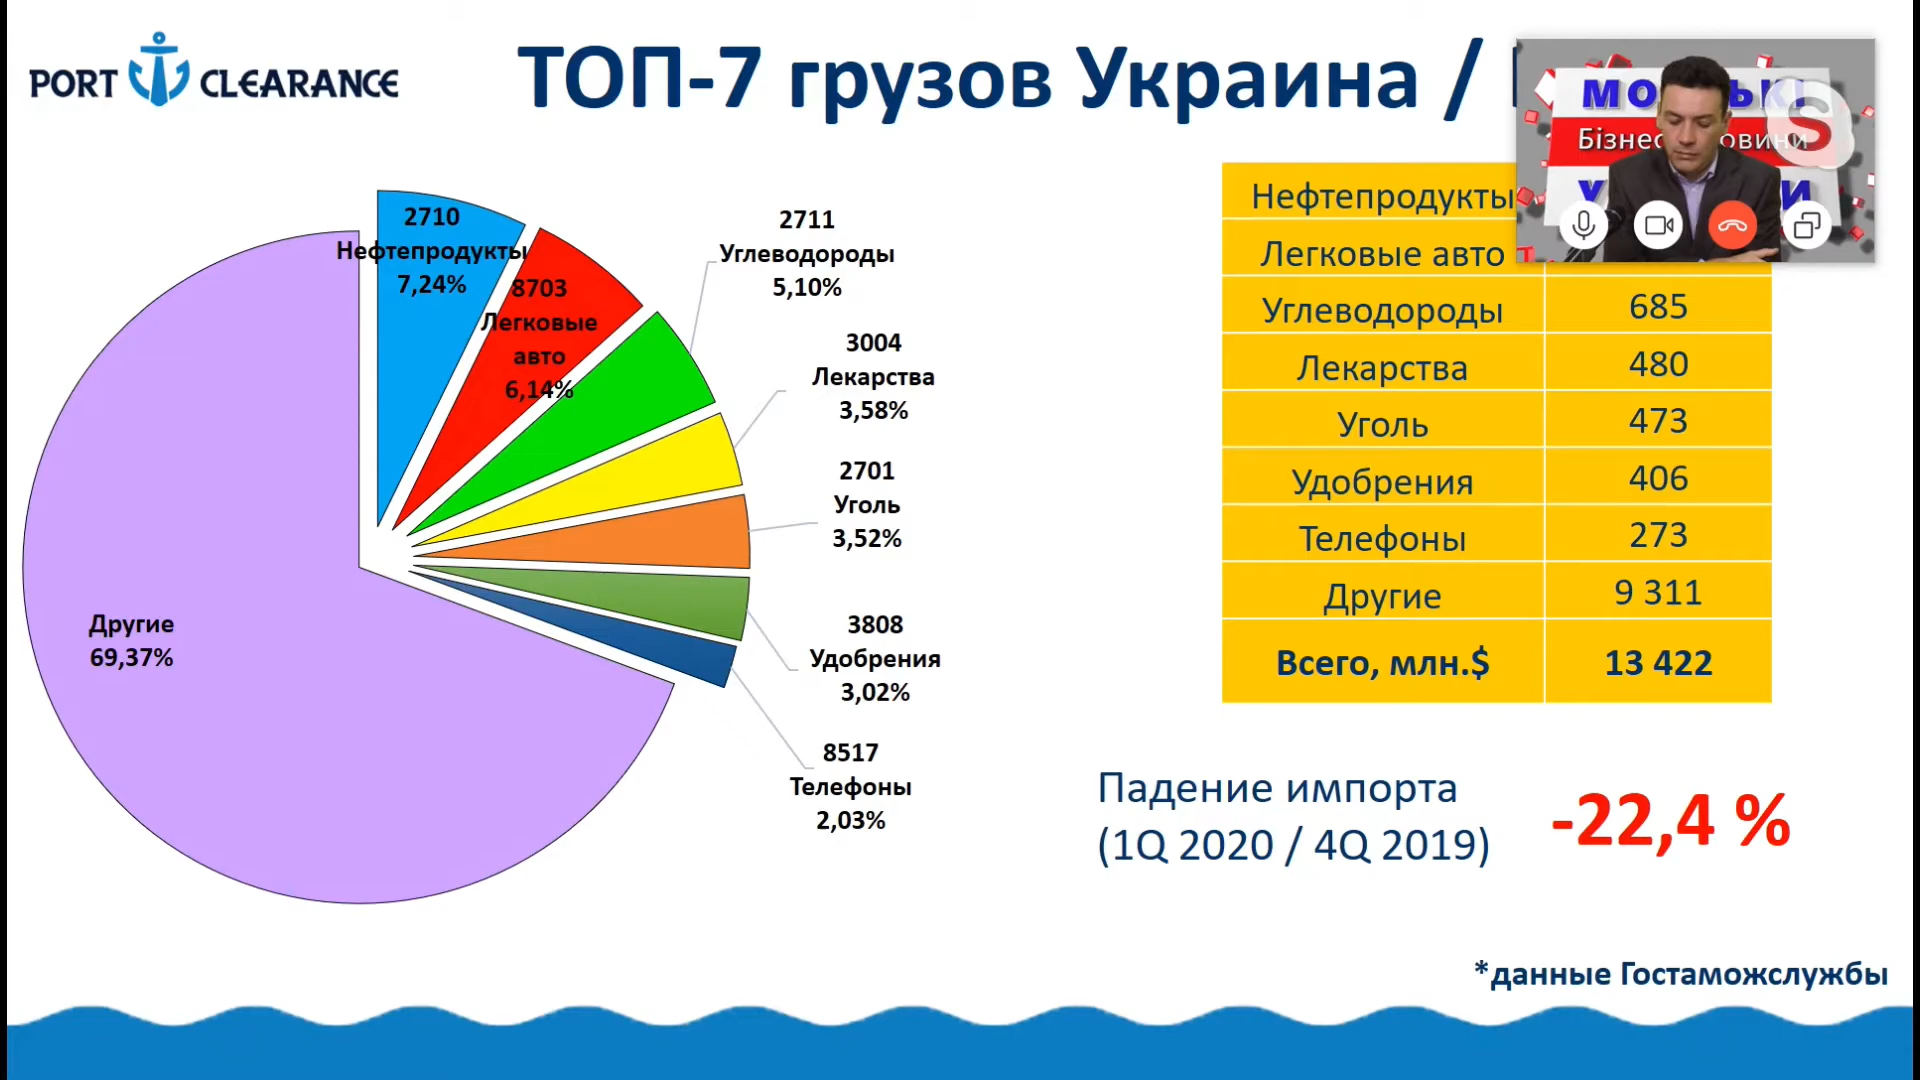 PORT CLEARANCE
ТОП-7 грузов Украина /
Бізнес
S
2710
Нефтепродукты
7,24%
8703
Легковые
авто
6,14%
2711
Углеводороды
5,10%
3004
Лекарства
3,58%
2701
Уголь
3,52%
3808
Удобрения
3,02%
8517
Телефоны
2,03%
Другие
69,37%
Нефтепродукты
Легковые авто
Углеводороды 685
Лекарства 480
Уголь 473
Удобрения 406
Телефоны 273
Другие 9 311
Всего, млн.$ 13 422
Падение импорта
(1Q 2020 / 4Q 2019)
-22,4 %
*данные Гостаможслужбы